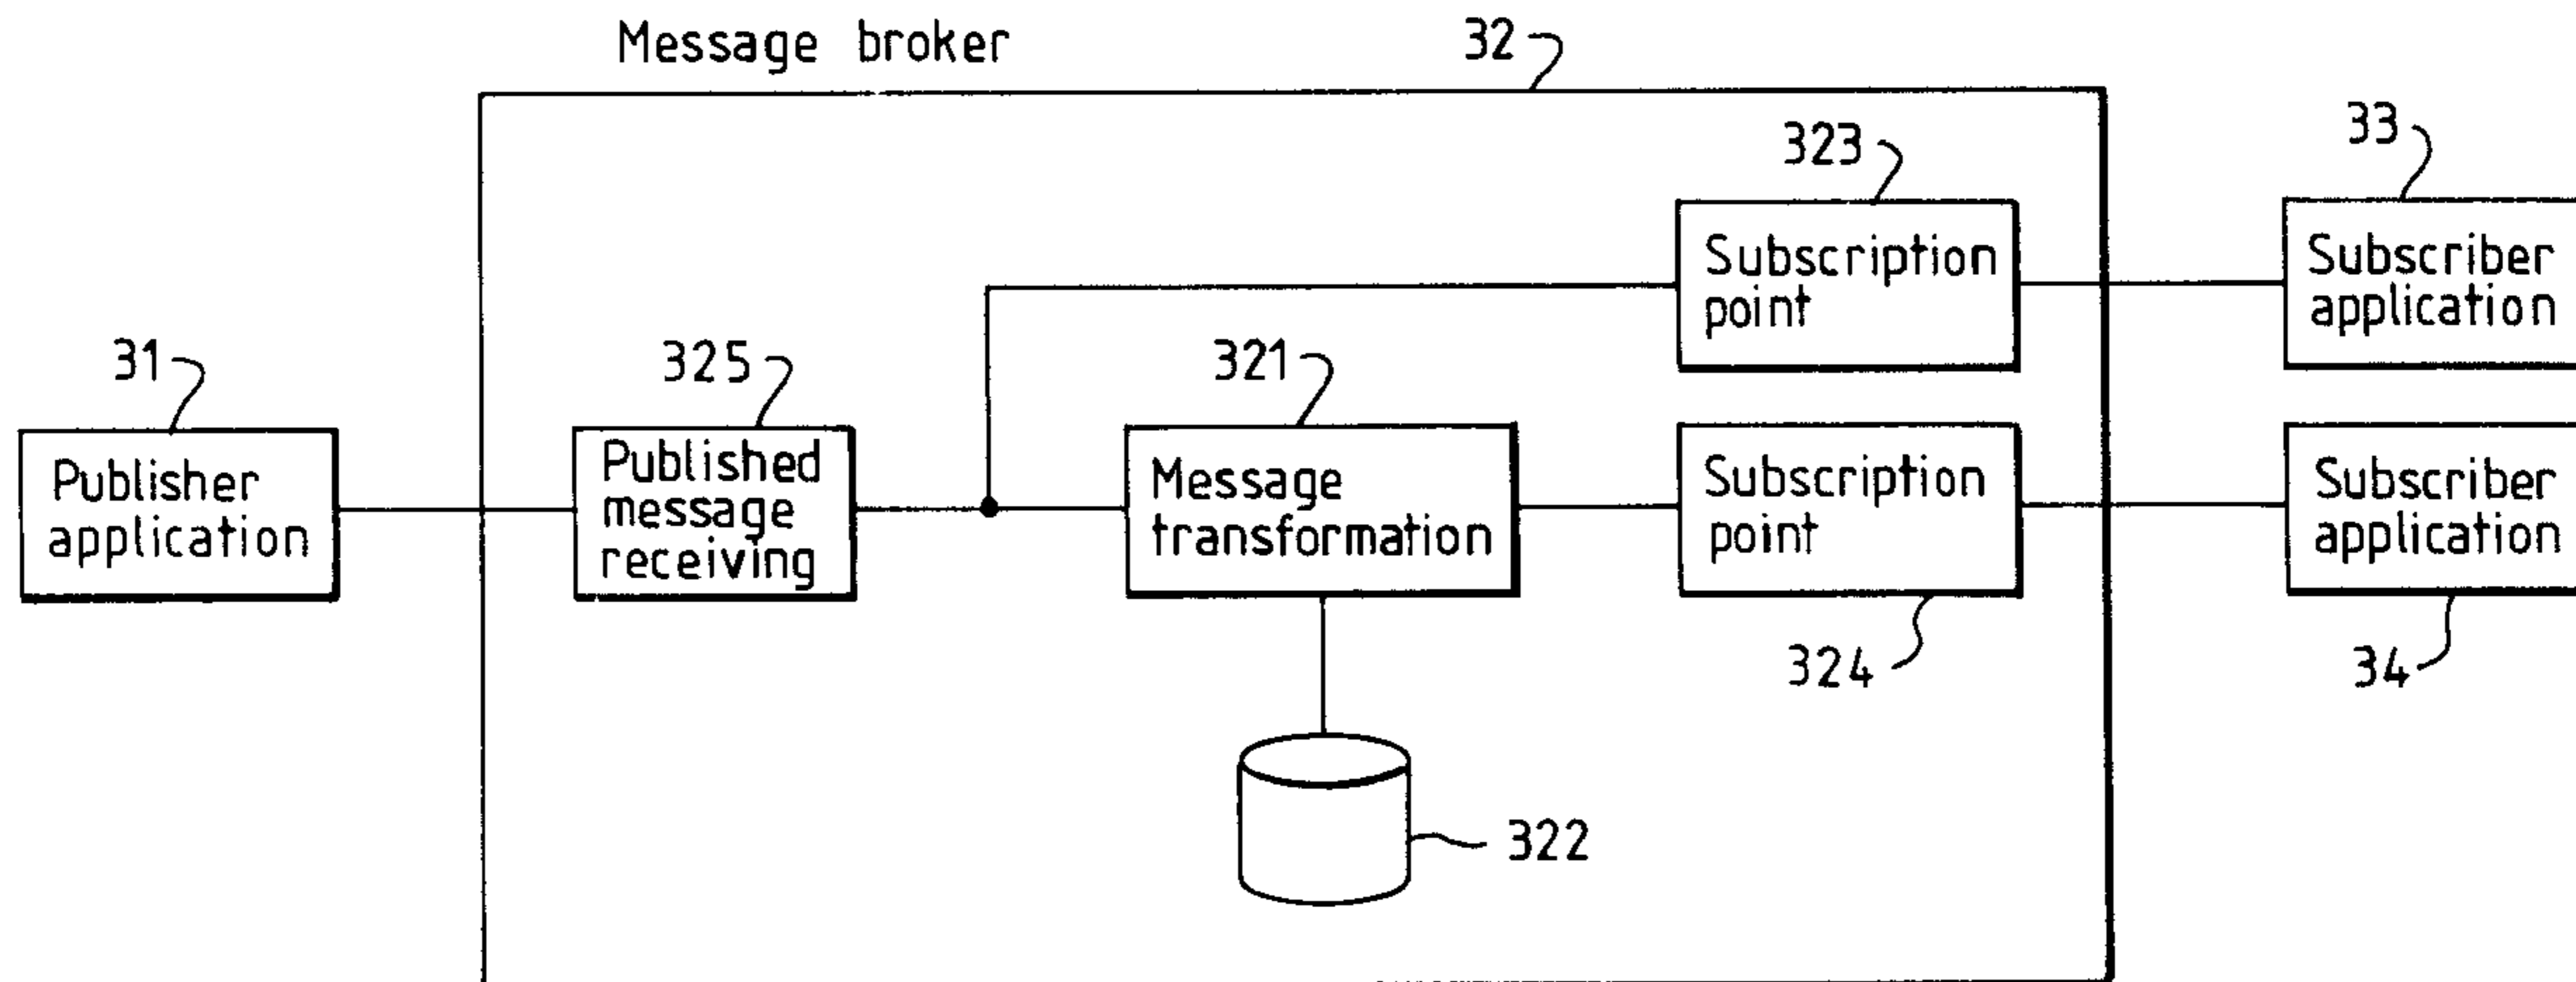 Message broker
32
323
33
Subscription
point
Subscriber
application
31
325
321
Publisher
application
Published
message
receiving
Message
transformation
Subscription
point
Subscriber
application
324
34
322